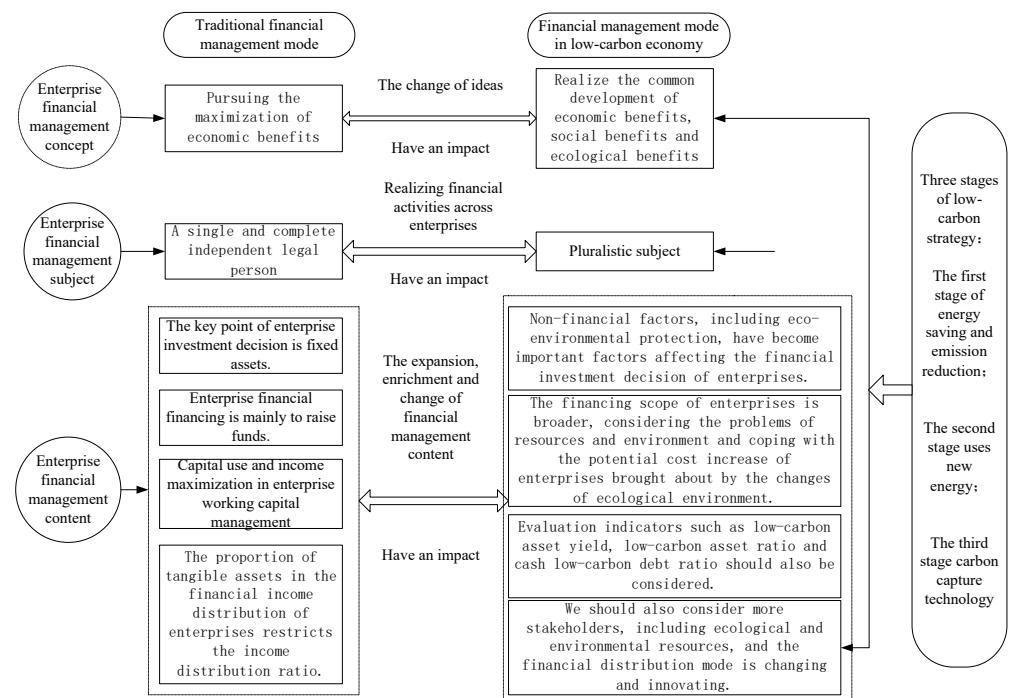 Traditional financial
management mode
Financial management mode
in low-carbon economy
Enterprise
financial
management
concept
Pursuing the
maximization of
economic benefits
The change of ideas
Have an impact
Realize the common
development of
economic benefits,
social benefits and
ecological benefits
Enterprise
financial
management
subject
A single and complete
independent legal
person
Realizing financial
activities across
enterprises
Have an impact
Pluralistic subject
Enterprise
financial
management
content
The key point of enterprise
investment decision is fixed
assets.
Enterprise financial
financing is mainly to raise
funds.
Capital use and income
maximization in enterprise
working capital
management
The proportion of
tangible assets in the
financial income
distribution of
enterprises restricts
the income
distribution ratio.
The expansion,
enrichment and
change of
financial
management
content
Have an impact
Non-financial factors, including eco-
environmental protection, have become
important factors affecting the financial
investment decision of enterprises.
The financing scope of enterprises is
broader, considering the problems of
resources and environment and coping with
the potential cost increase of
enterprises brought about by the changes
of ecological environment.
Evaluation indicators such as low-carbon
asset yield, low-carbon asset ratio and
cash low-carbon debt ratio should also be
considered.
We should also consider more
stakeholders, including ecological and
environmental resources, and the
financial distribution mode is changing
and innovating.
Three stages
of low-
carbon
strategy：
The first
stage of
energy
saving and
emission
reduction；
The second
stage uses
new
energy；
The third
stage carbon
capture
technology